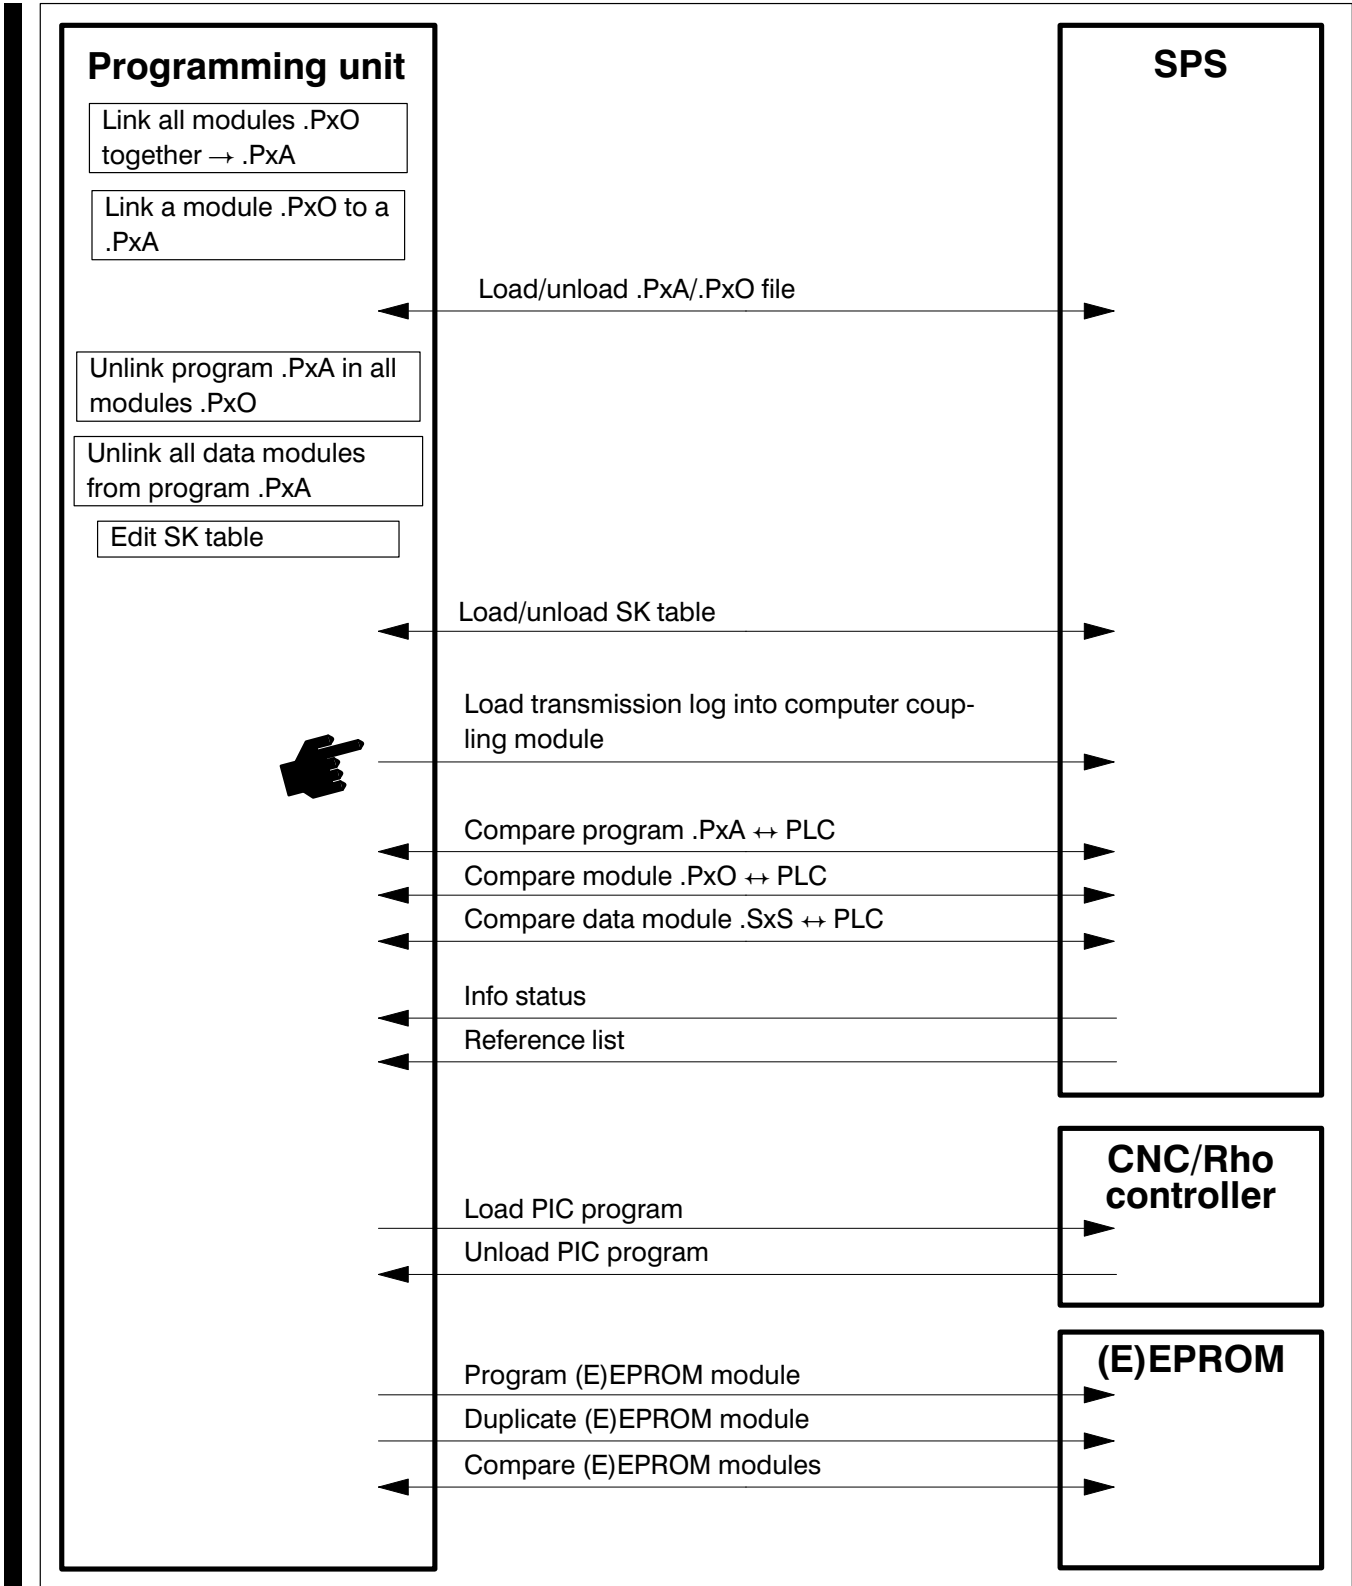 Programming unit
SPS
Link all modules .PxO
together → .PxA
Link a module .PxO to a
.PxA
Load/unload .PxA/.PxO file
Unlink program .PxA in all
modules .PxO
Unlink all data modules
from program .PxA
Edit SK table
Load/unload SK table
Load transmission log into computer coup-
ling module
Compare program .PxA ↔ PLC
Compare module .PxO ↔ PLC
Compare data module .SxS ↔ PLC
Info status
Reference list
CNC/Rho
controller
Load PIC program
Unload PIC program
(E)EPROM
Program (E)EPROM module
Duplicate (E)EPROM module
Compare (E)EPROM modules